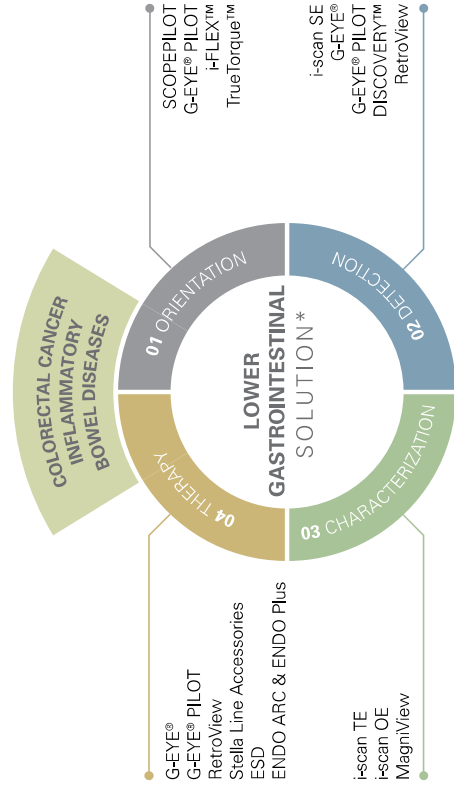 COLORECTAL CANCER
INFLAMMATORY
BOWEL DISEASES
LOWER
GASTROINTESTINAL
SOLUTION*
01 ORIENTATION
SCOPEPILOT
G-EYE® PILOT
i-FLEX™
TrueTorque™
02 DETECTION
i-scan SE
G-EYE®
G-EYE® PILOT
DISCOVERY™
RetroView
03 CHARACTERIZATION
i-scan TE
i-scan OE
MagniView
04 THERAPY
G-EYE®
G-EYE® PILOT
RetroView
Stella Line Accessories
ESD
ENDO ARC & ENDO Plus